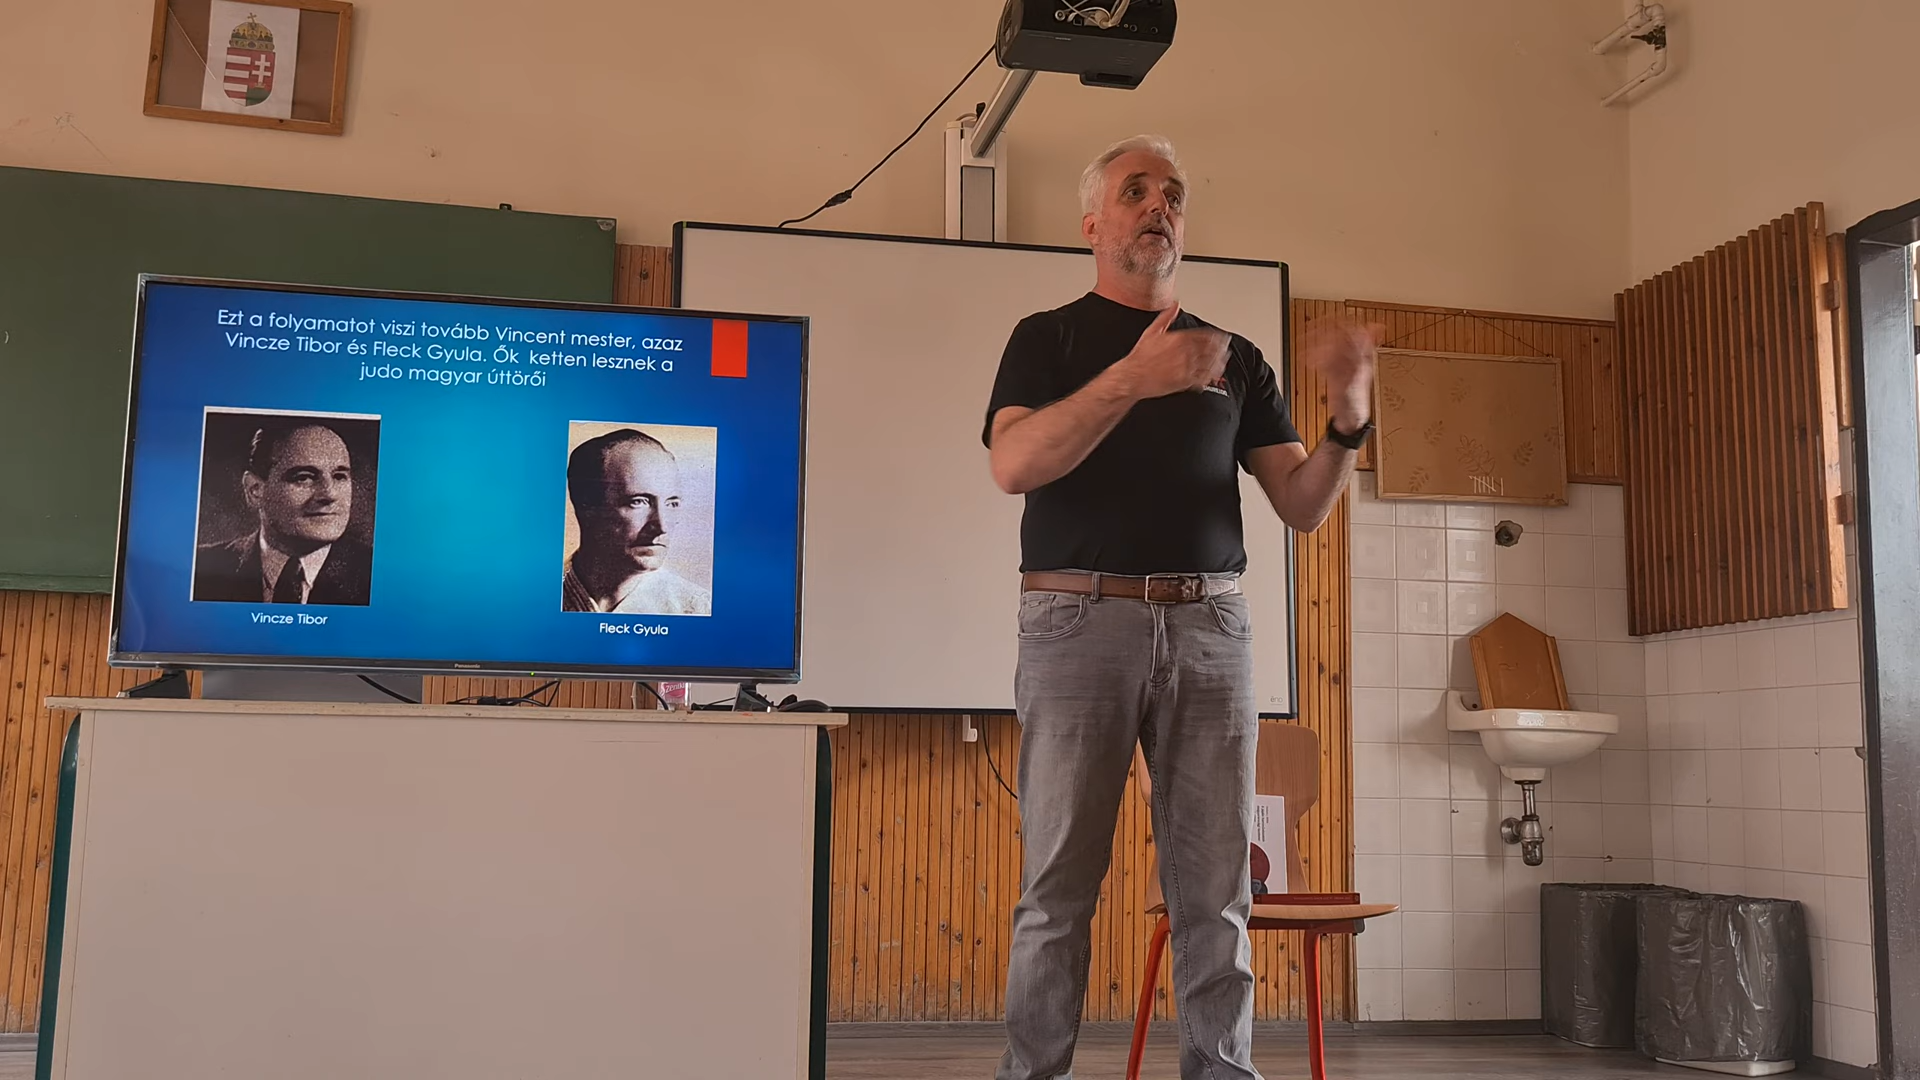 Ezt a folyamatot viszi tovább Vincent mester, azaz
Vincze Tibor és Fleck Gyula. Ők ketten lesznek a
judo magyar úttörői
Vincze Tibor
Fleck Gyula
Panasonic